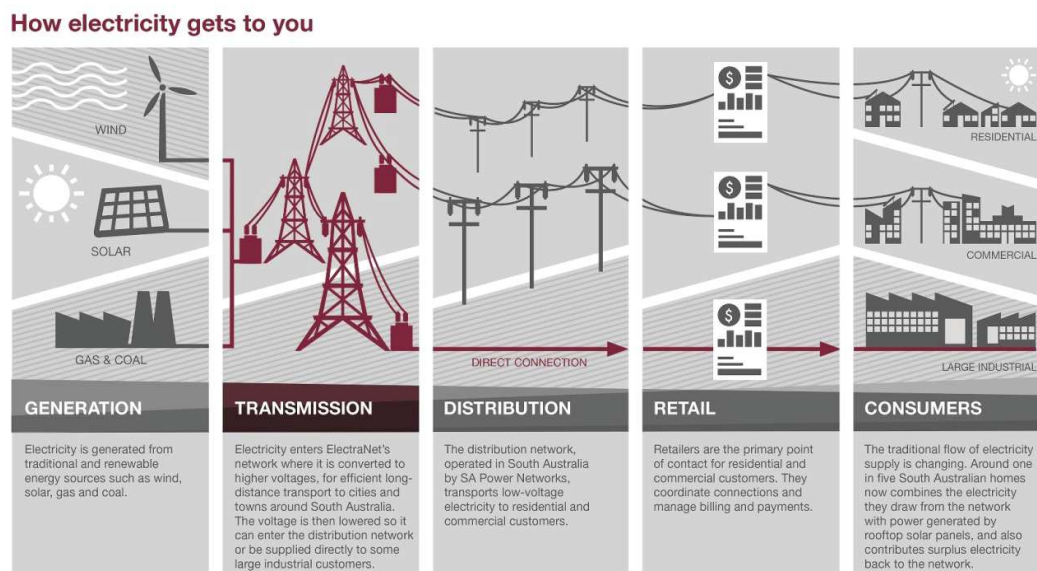 How electricity gets to you
WIND
SOLAR
GAS & COAL
GENERATION
Electricity is generated from
traditional and renewable
energy sources such as wind,
solar, gas and coal.
TRANSMISSION
Electricity enters ElectraNet's
network where it is converted to
higher voltages, for efficient long-
distance transport to cities and
towns around South Australia.
The voltage is then lowered so it
can enter the distribution network
or be supplied directly to some
large industrial customers.
DIRECT CONNECTION
DISTRIBUTION
The distribution network,
operated in South Australia
by SA Power Networks,
transports low-voltage
electricity to residential and
commercial customers.
$
$
$
RETAIL
Retailers are the primary point
of contact for residential and
commercial customers. They
coordinate connections and
manage billing and payments.
RESIDENTIAL
COMMERCIAL
LARGE INDUSTRIAL
CONSUMERS
The traditional flow of electricity
supply is changing. Around one
in five South Australian homes
now combines the electricity
they draw from the network
with power generated by
rooftop solar panels, and also
contributes surplus electricity
back to the network.